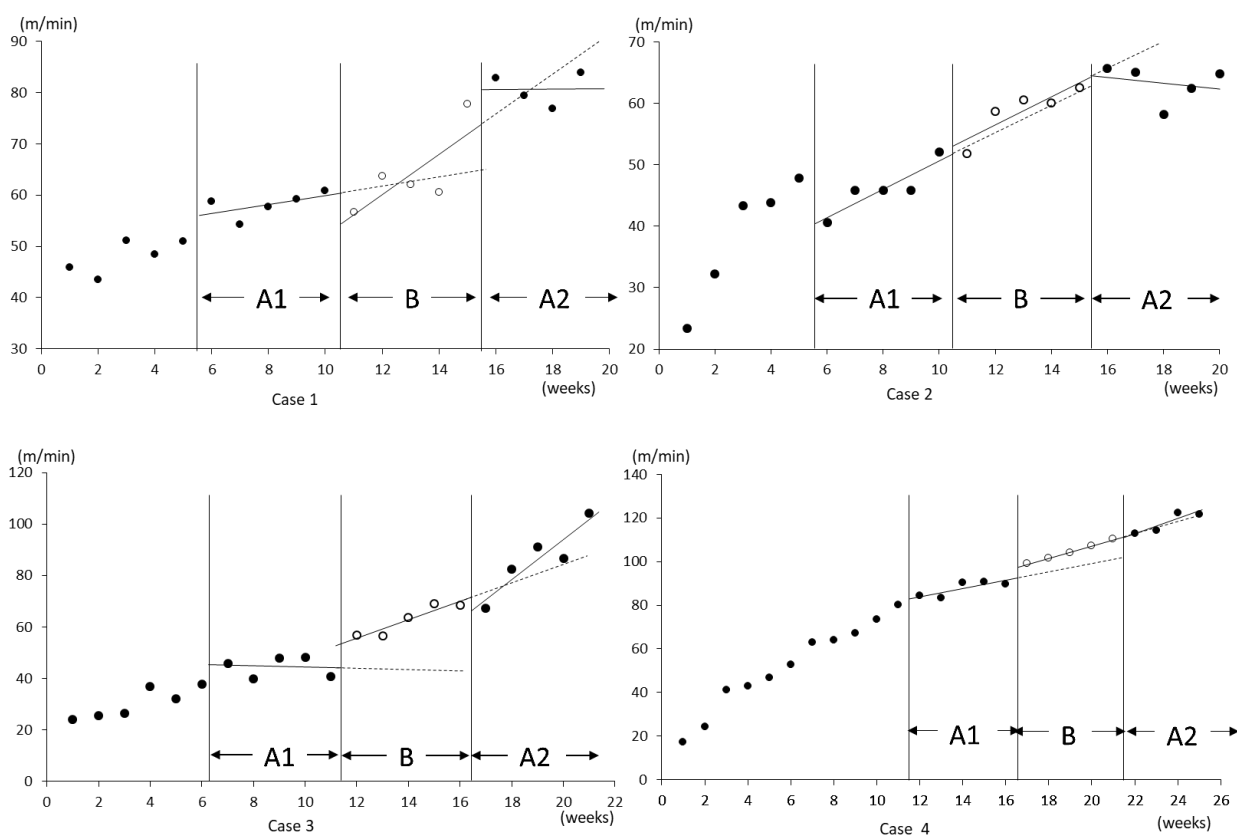 (m/min)
90
80
70
60
50
40
30
A1 B A2
0 2 4 6 8 10 12 14 16 18 20
(weeks)
Case 1
(m/min)
70
60
50
40
30
20
A1 B A2
0 2 4 6 8 10 12 14 16 18 20
(weeks)
Case 2
(m/min)
120
100
80
60
40
20
0
A1 B A2
0 2 4 6 8 10 12 14 16 18 20 22
(weeks)
Case 3
(m/min)
140
120
100
80
60
40
20
0
A1 B A2
0 2 4 6 8 10 12 14 16 18 20 22 24 26
(weeks)
Case 4